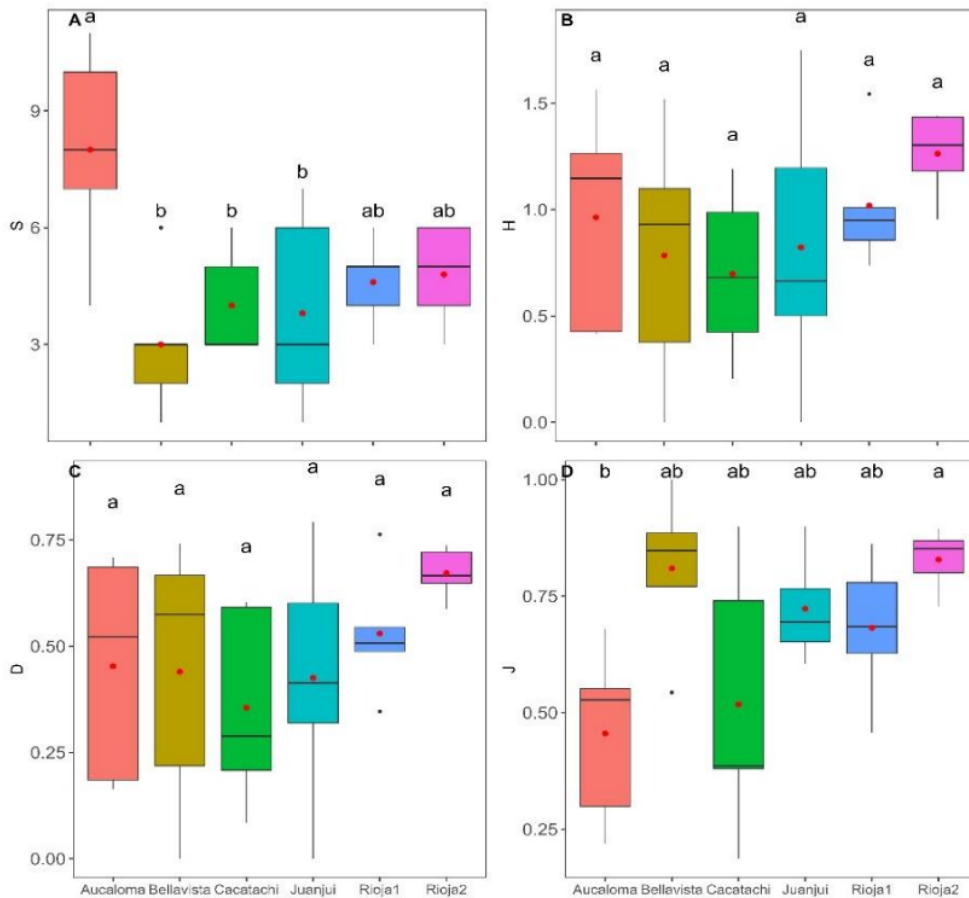 A
a
b
b
b
ab
ab
9
6
3
S
B
a
a
a
a
a
a
1.5
1.0
0.5
0.0
H
C
a
a
a
a
a
a
0.75
0.50
0.25
0.00
D
Aucaloma Bellavista Cacatachi Juanjui Rioja1 Rioja2
D
b
ab
ab
ab
ab
a
1.00
0.75
0.50
0.25
J
Aucaloma Bellavista Cacatachi Juanjui Rioja1 Rioja2